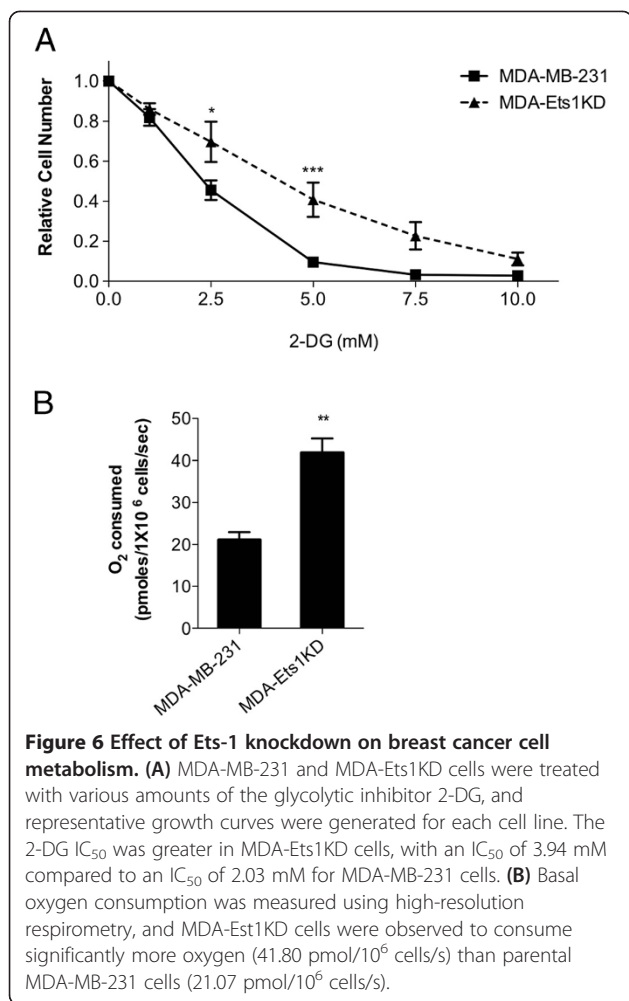 A
MDA-MB-231
MDA-Ets1KD
Relative Cell Number
1.0
0.8
0.6
0.4
0.2
0.0
*
***
0.0 2.5 5.0 7.5 10.0
2-DG (mM)
B
O2 consumed
(pmoles/1X10 6 cells/sec)
50
40
30
20
10
0
**
MDA-MB-231
MDA-Ets1KD
Figure 6 Effect of Ets-1 knockdown on breast cancer cell
metabolism. (A) MDA-MB-231 and MDA-Ets1KD cells were treated
with various amounts of the glycolytic inhibitor 2-DG, and
representative growth curves were generated for each cell line. The
2-DG IC50 was greater in MDA-Ets1KD cells, with an IC50 of 3.94 mM
compared to an IC50 of 2.03 mM for MDA-MB-231 cells. (B) Basal
oxygen consumption was measured using high-resolution
respirometry, and MDA-Est1KD cells were observed to consume
significantly more oxygen (41.80 pmol/10^6 cells/s) than parental
MDA-MB-231 cells (21.07 pmol/10^6 cells/s).